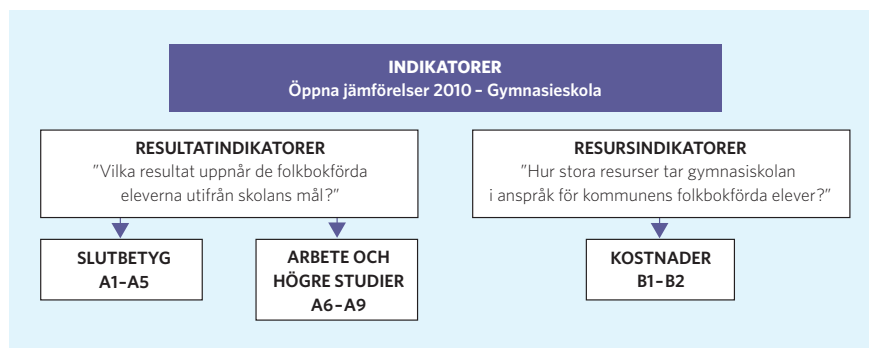 INDIKATORER
Öppna jämförelser 2010 – Gymnasieskola
RESULTATINDIKATORER
”Vilka resultat uppnår de folkbokförda
eleverna utifrån skolans mål?”
RESURSINDIKATORER
”Hur stora resurser tar gymnasiskolan
i anspråk för kommunens folkbokförda elever?”
SLUTBETYG
A1–A5
ARBETE OCH
HÖGRE STUDIER
A6–A9
KOSTNADER
B1–B2